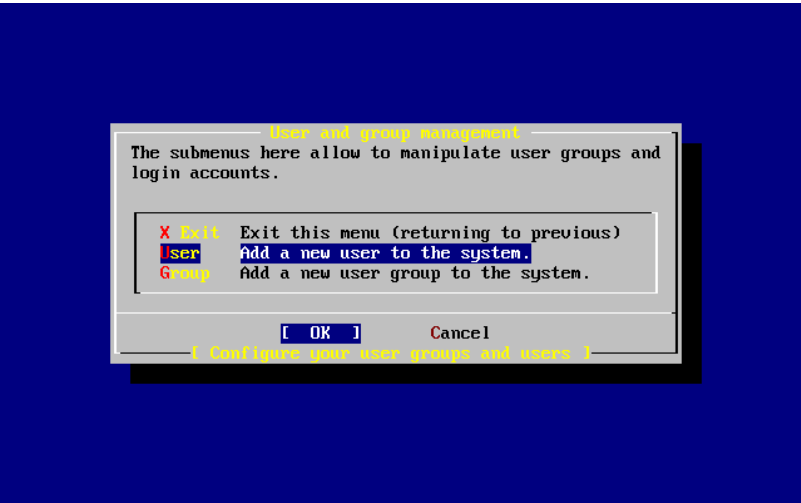 User and group management
The submenus here allow to manipulate user groups and
login accounts.
X Exit Exit this menu (returning to previous)
User Add a new user to the system.
Group Add a new user group to the system.
[ OK ] Cancel
[ Configure your user groups and users ]